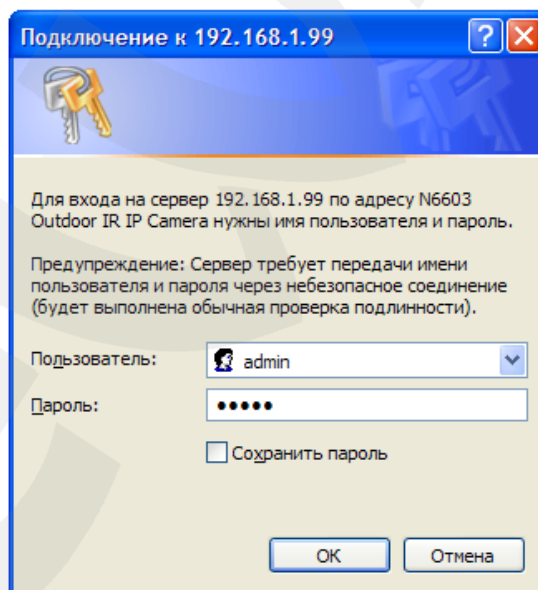 Подключение к 192.168.1.99
Для входа на сервер 192.168.1.99 по адресу N6603
Outdoor IR IP Camera нужны имя пользователя и пароль.
Предупреждение: Сервер требует передачи имени
пользователя и пароля через небезопасное соединение
(будет выполнена обычная проверка подлинности).
Пользователь: admin
Пароль: •••••
Сохранить пароль
ОК Отмена